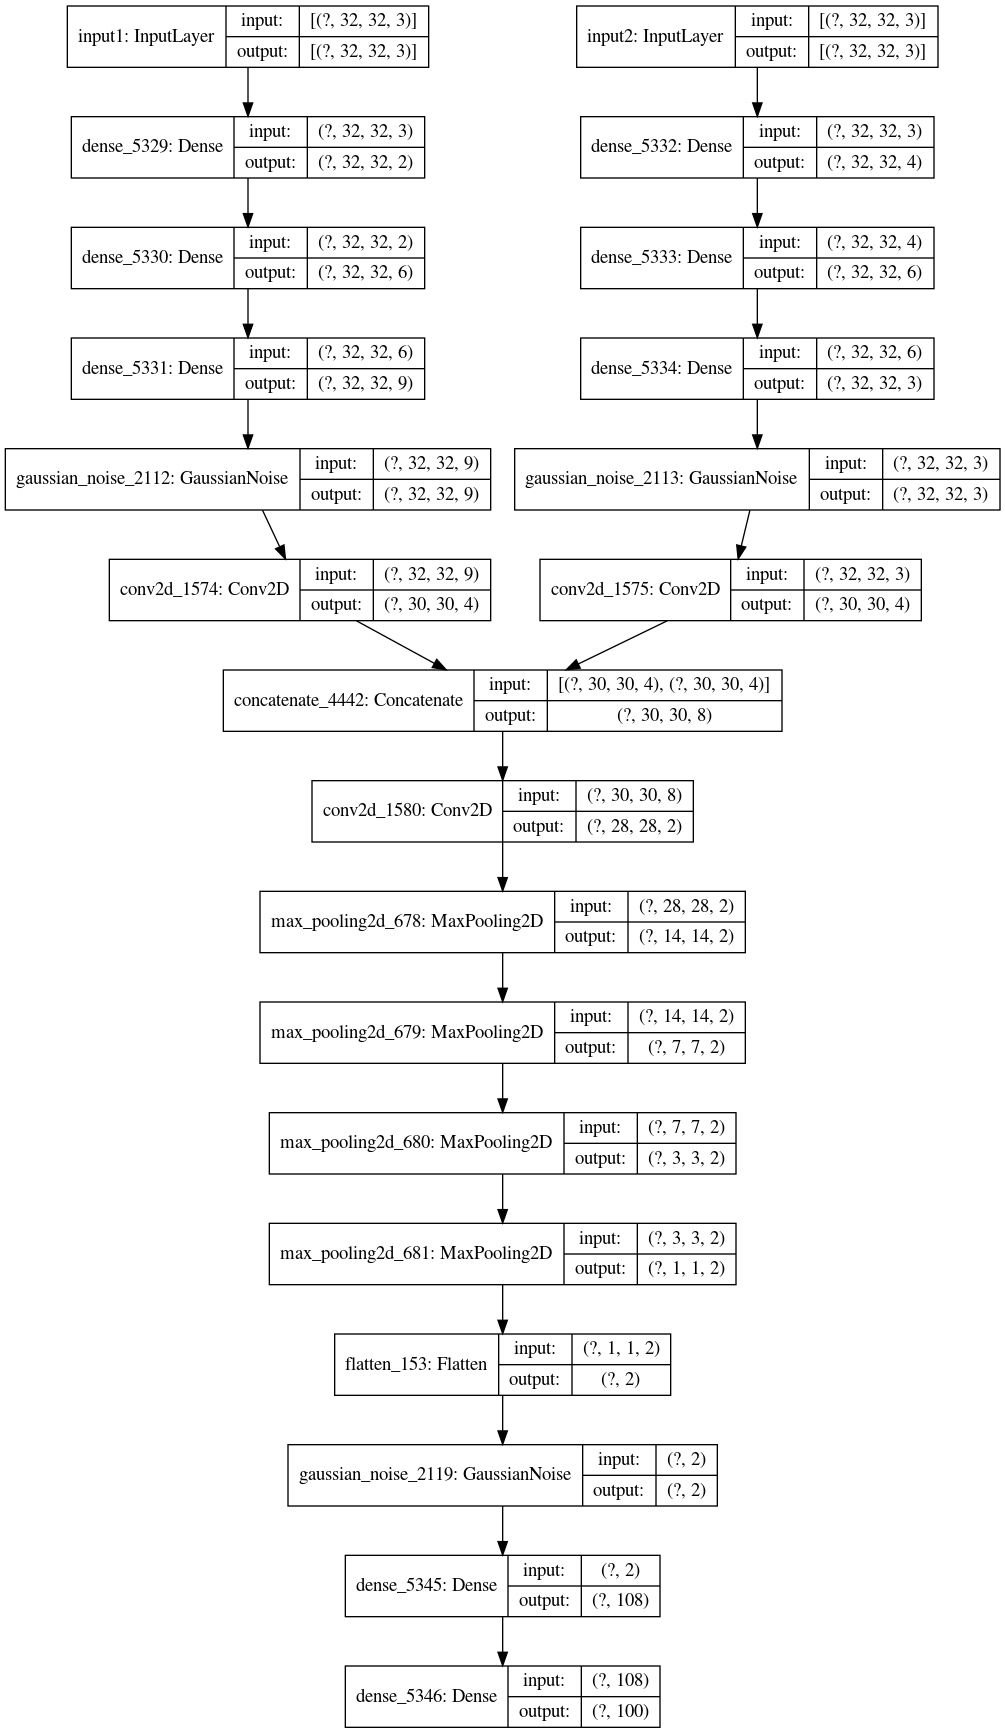 input1: InputLayer input: [(?, 32, 32, 3)]
output: [(?, 32, 32, 3)]
input2: InputLayer input: [(?, 32, 32, 3)]
output: [(?, 32, 32, 3)]
dense_5329: Dense input: (?, 32, 32, 3)
output: (?, 32, 32, 2)
dense_5332: Dense input: (?, 32, 32, 3)
output: (?, 32, 32, 4)
dense_5330: Dense input: (?, 32, 32, 2)
output: (?, 32, 32, 6)
dense_5333: Dense input: (?, 32, 32, 4)
output: (?, 32, 32, 6)
dense_5331: Dense input: (?, 32, 32, 6)
output: (?, 32, 32, 9)
dense_5334: Dense input: (?, 32, 32, 6)
output: (?, 32, 32, 3)
gaussian_noise_2112: GaussianNoise input: (?, 32, 32, 9)
output: (?, 32, 32, 9)
gaussian_noise_2113: GaussianNoise input: (?, 32, 32, 3)
output: (?, 32, 32, 3)
conv2d_1574: Conv2D input: (?, 32, 32, 9)
output: (?, 30, 30, 4)
conv2d_1575: Conv2D input: (?, 32, 32, 3)
output: (?, 30, 30, 4)
concatenate_4442: Concatenate input: [(?, 30, 30, 4), (?, 30, 30, 4)]
output: (?, 30, 30, 8)
conv2d_1580: Conv2D input: (?, 30, 30, 8)
output: (?, 28, 28, 2)
max_pooling2d_678: MaxPooling2D input: (?, 28, 28, 2)
output: (?, 14, 14, 2)
max_pooling2d_679: MaxPooling2D input: (?, 14, 14, 2)
output: (?, 7, 7, 2)
max_pooling2d_680: MaxPooling2D input: (?, 7, 7, 2)
output: (?, 3, 3, 2)
max_pooling2d_681: MaxPooling2D input: (?, 3, 3, 2)
output: (?, 1, 1, 2)
flatten_153: Flatten input: (?, 1, 1, 2)
output: (?, 2)
gaussian_noise_2119: GaussianNoise input: (?, 2)
output: (?, 2)
dense_5345: Dense input: (?, 2)
output: (?, 108)
dense_5346: Dense input: (?, 108)
output: (?, 100)